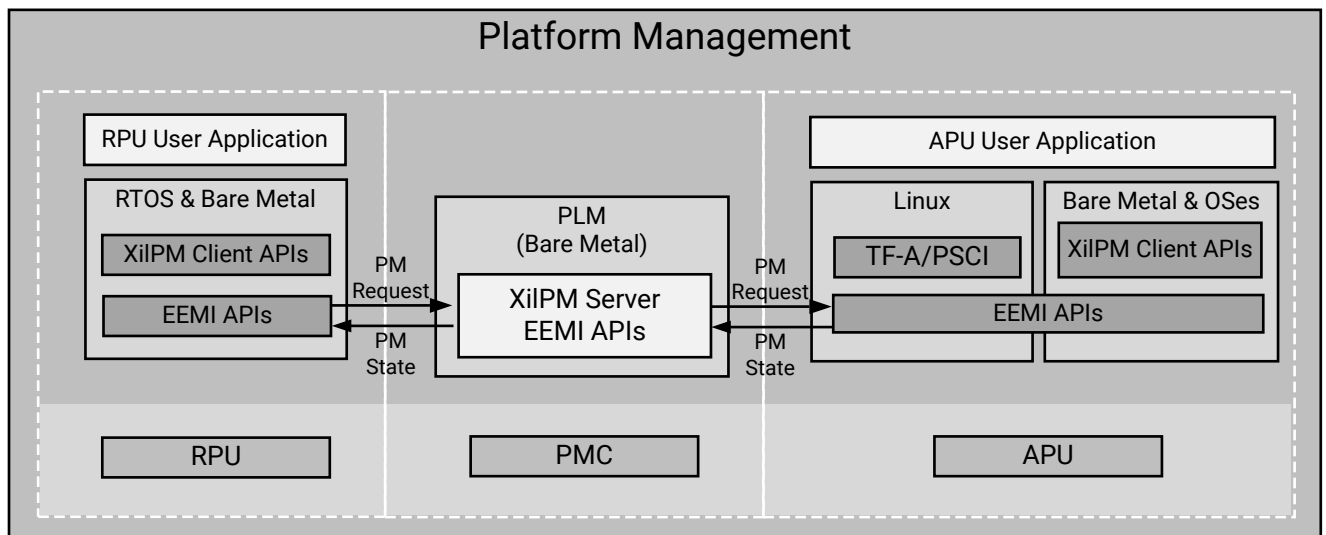 Platform Management
RPU User Application
RTOS & Bare Metal
XilPM Client APIs
EEMI APIs
PM
Request
PM
State
PLM
(Bare Metal)
XilPM Server
EEMI APIs
PM
Request
PM
State
APU User Application
Linux
TF-A/PSCI
Bare Metal & OSes
XilPM Client APIs
EEMI APIs
RPU
PMC
APU